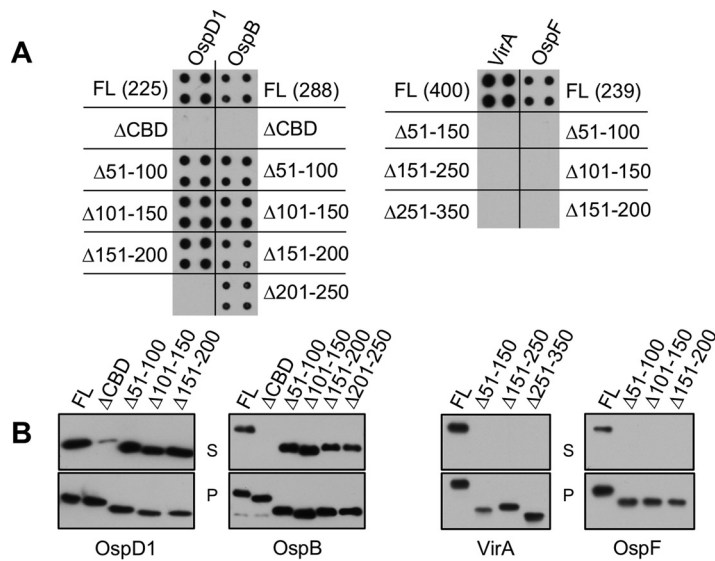 A
OspD1 OspB
FL (225) FL (288)
ΔCBD ΔCBD
Δ51-100 Δ51-100
Δ101-150 Δ101-150
Δ151-200 Δ151-200
Δ201-250
VirA OspF
FL (400) FL (239)
Δ51-150 Δ51-100
Δ151-250 Δ101-150
Δ251-350 Δ151-200
B
FL ΔCBD Δ51-100 Δ101-150 Δ151-200
FL ΔCBD Δ51-100 Δ101-150 Δ151-200 Δ201-250
FL Δ51-150 Δ151-250 Δ251-350
FL Δ51-100 Δ101-150 Δ151-200
S S
P P
OspD1 OspB VirA OspF